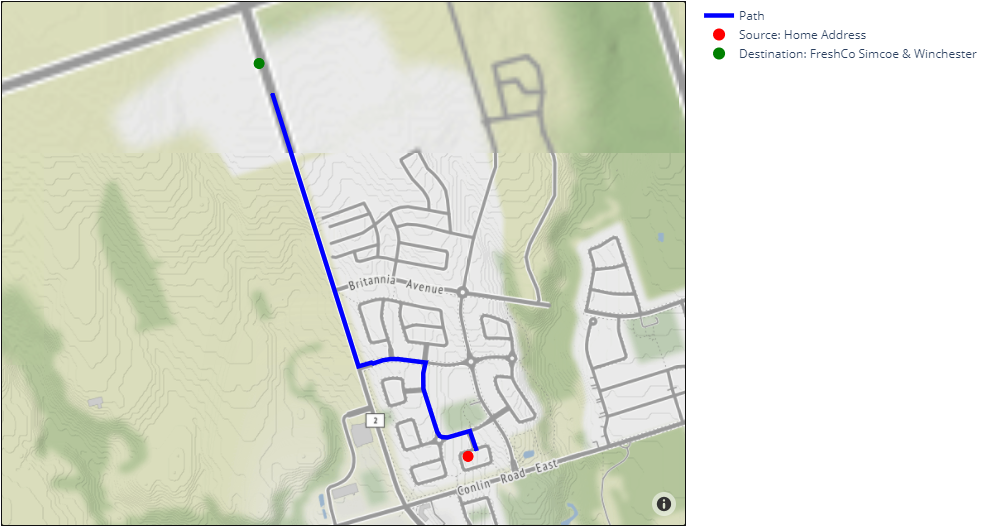 Path
Source: Home Address
Destination: FreshCo Simcoe & Winchester
Britannia Avenue
2
Conlin Road East
i